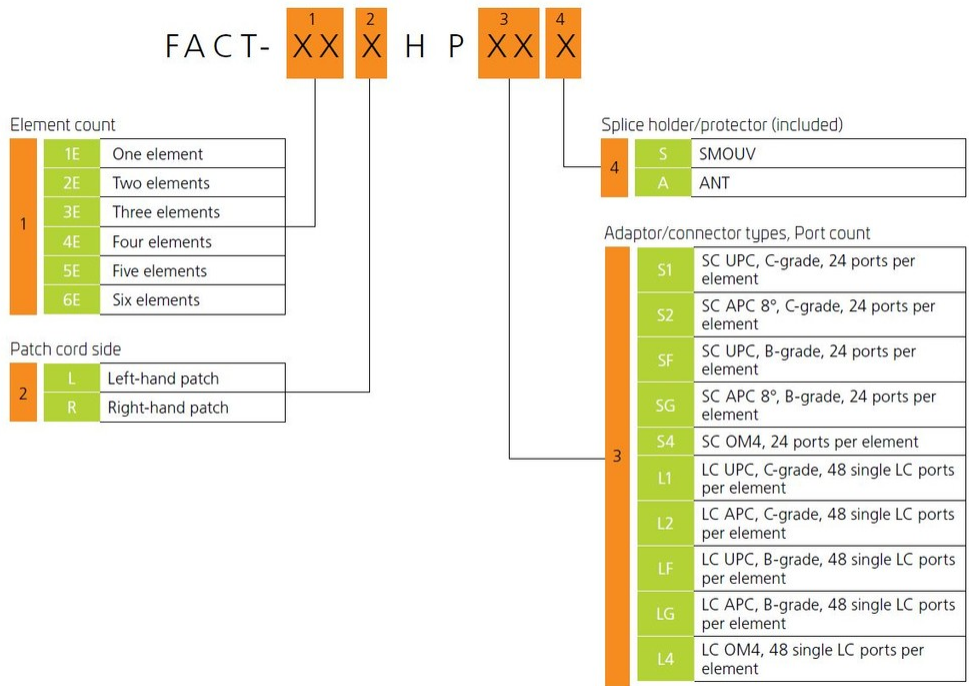 1 2 3 4
FACT- XX X H P XX X
Element count
1
1E One element
2E Two elements
3E Three elements
4E Four elements
5E Five elements
6E Six elements
Patch cord side
2
L Left-hand patch
R Right-hand patch
Splice holder/protector (included)
4
S SMOUV
A ANT
Adaptor/connector types, Port count
3
S1 SC UPC, C-grade, 24 ports per
element
S2 SC APC 8°, C-grade, 24 ports per
element
SF SC UPC, B-grade, 24 ports per
element
SG SC APC 8°, B-grade, 24 ports per
element
S4 SC OM4, 24 ports per element
L1 LC UPC, C-grade, 48 single LC ports
per element
L2 LC APC, C-grade, 48 single LC ports
per element
LF LC UPC, B-grade, 48 single LC ports
per element
LG LC APC, B-grade, 48 single LC ports
per element
L4 LC OM4, 48 single LC ports per
element